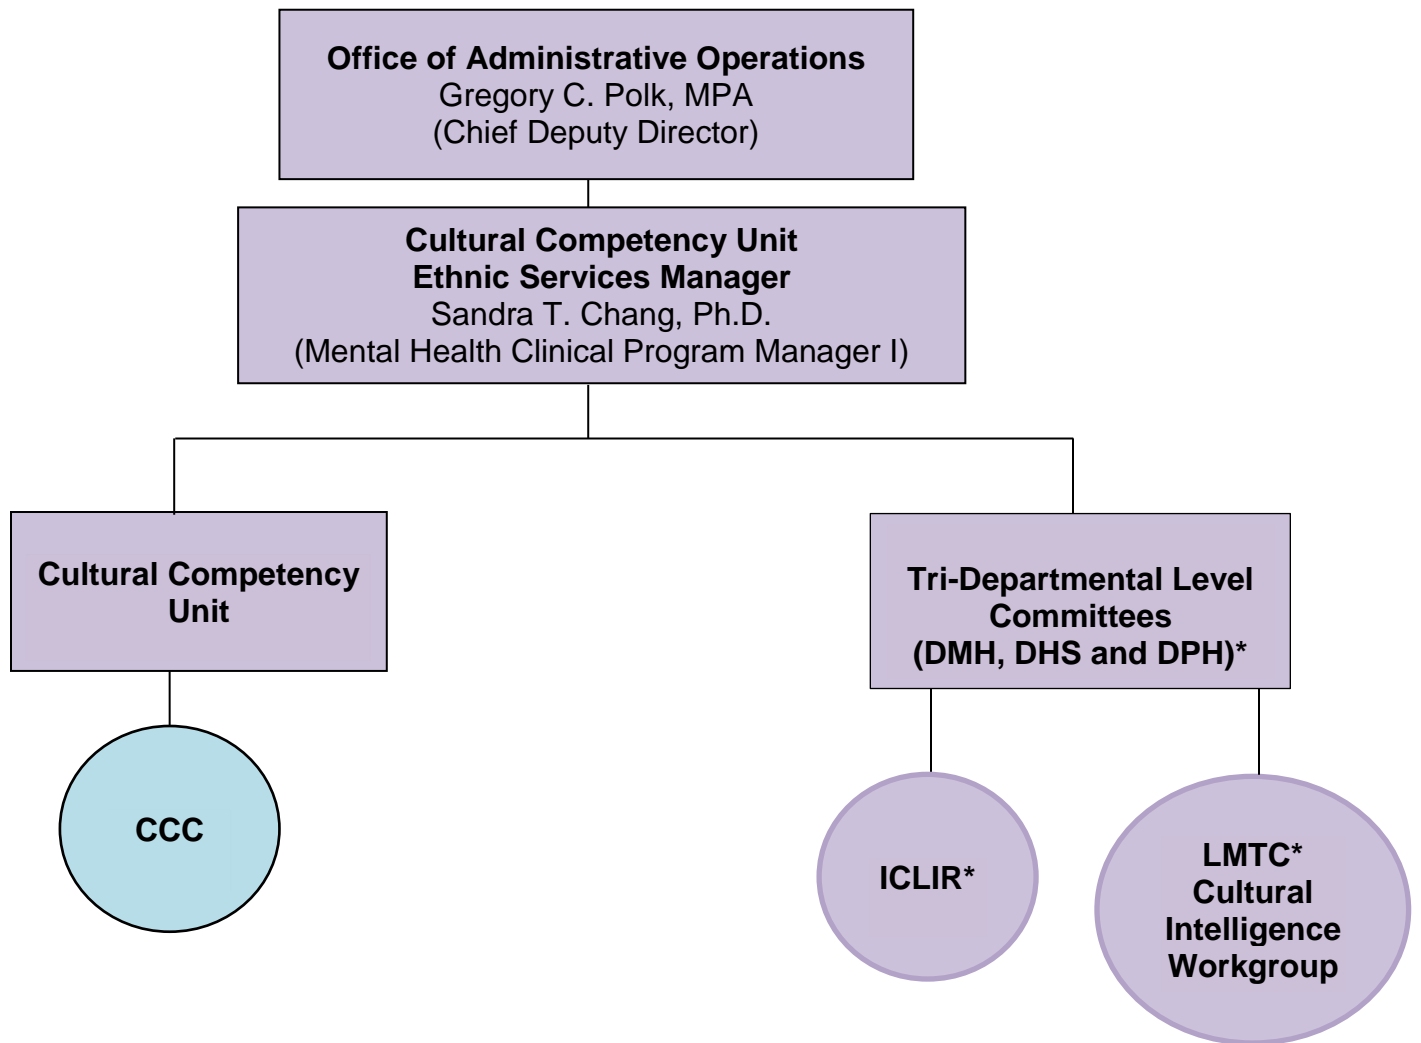 Office of Administrative Operations
Gregory C. Polk, MPA
(Chief Deputy Director)
Cultural Competency Unit
Ethnic Services Manager
Sandra T. Chang, Ph.D.
(Mental Health Clinical Program Manager I)
Cultural Competency
Unit
Tri-Departmental Level
Committees
(DMH, DHS and DPH)*
CCC
ICLIR*
LMTC*
Cultural
Intelligence
Workgroup